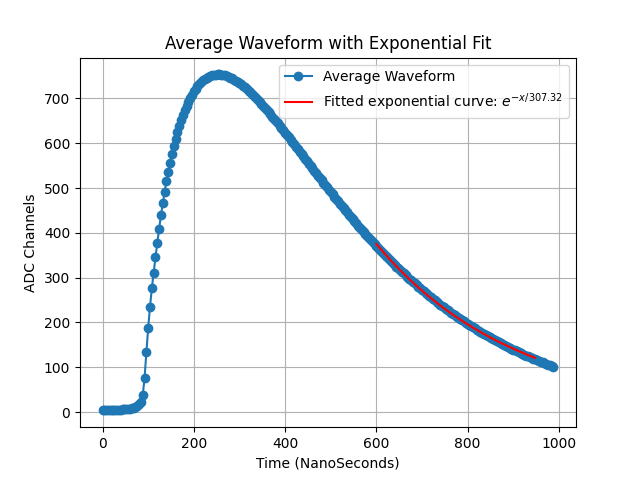 Average Waveform with Exponential Fit
Average Waveform
Fitted exponential curve: $e^{-x/307.32}$
700
600
500
400
300
200
100
0
ADC Channels
0 200 400 600 800 1000
Time (NanoSeconds)